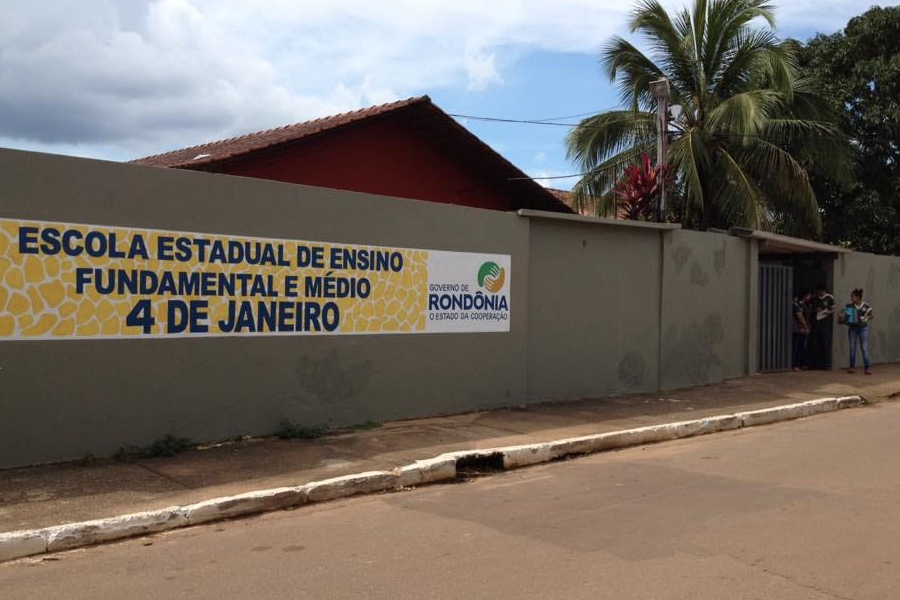 ESCOLA ESTADUAL DE ENSINO
FUNDAMENTAL E MÉDIO
4 DE JANEIRO
GOVERNO DE
RONDÔNIA
O ESTADO DA COOPERAÇÃO